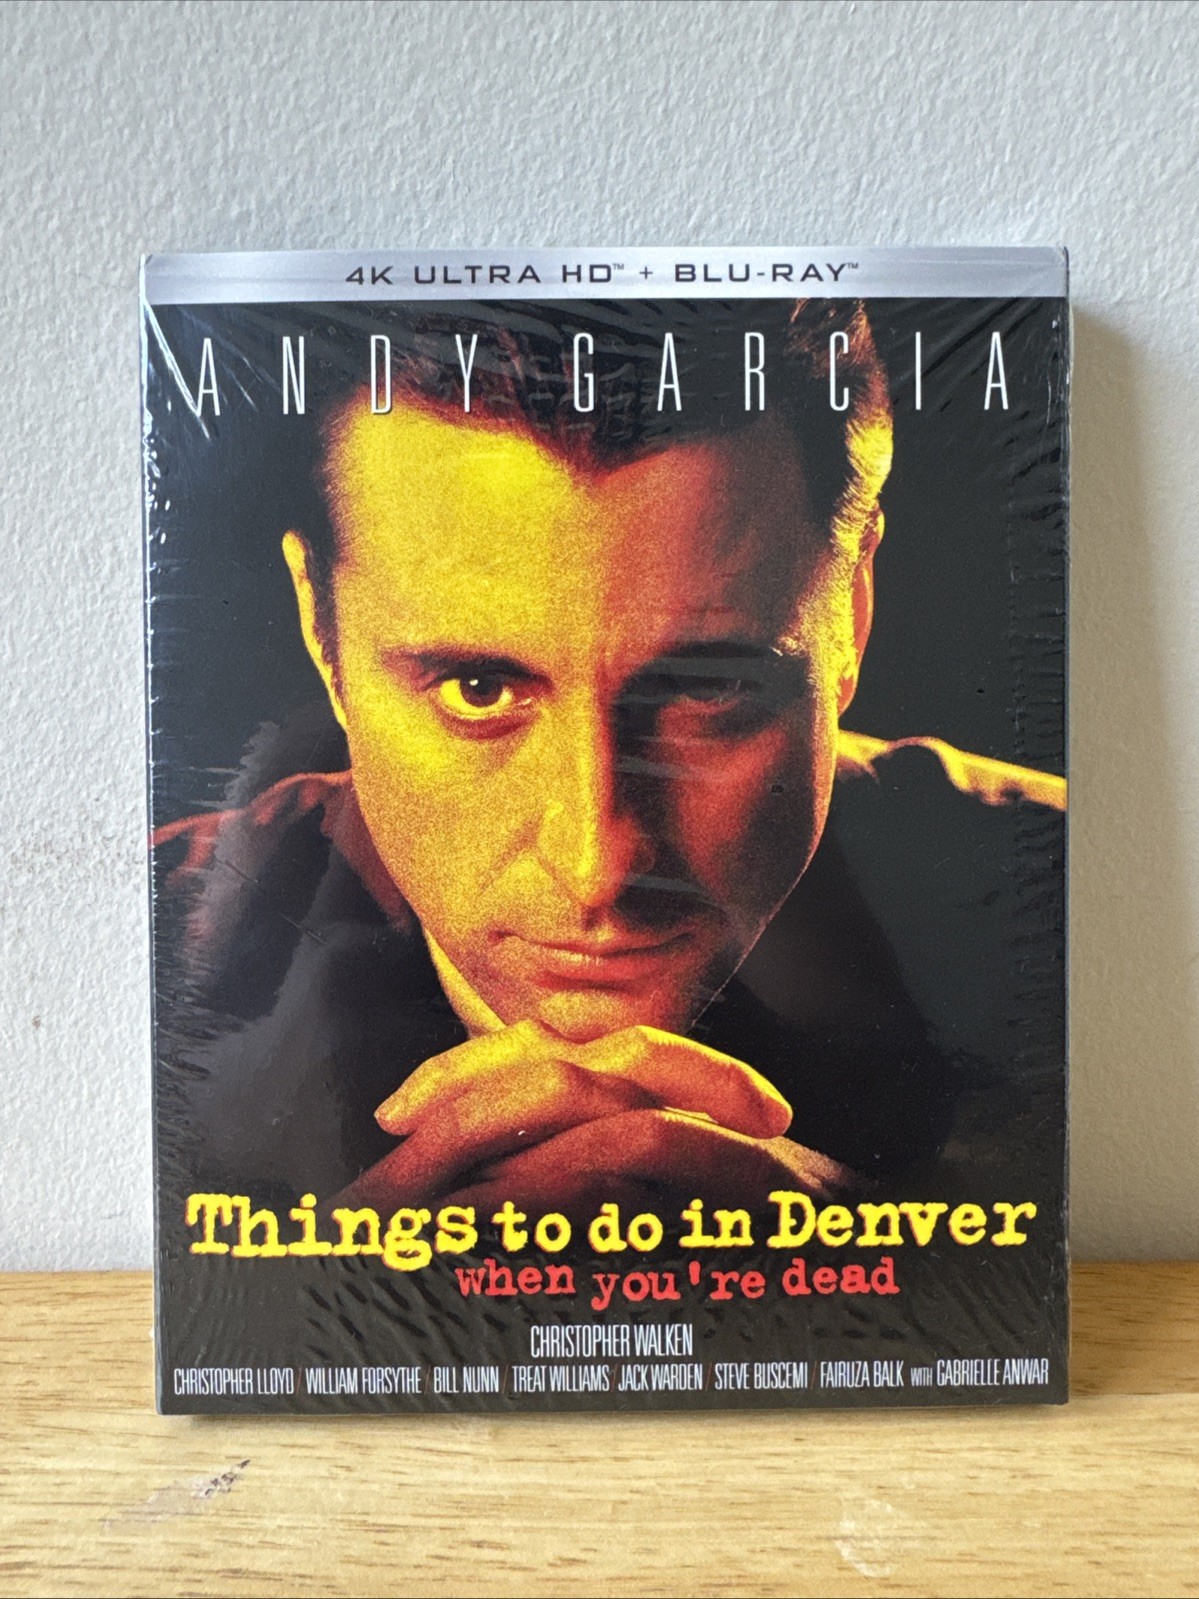 4K ULTRA HD™ + BLU-RAY™
ANDY GARCIA
Things to do in Denver
when you're dead
CHRISTOPHER WALKEN
CHRISTOPHER LLOYD / WILLIAM FORSYTHE / BILL NUNN / TREAT WILLIAMS / JACK WARDEN / STEVE BUSCEMI / FAIRUZA BALK WITH GABRIELLE ANWAR